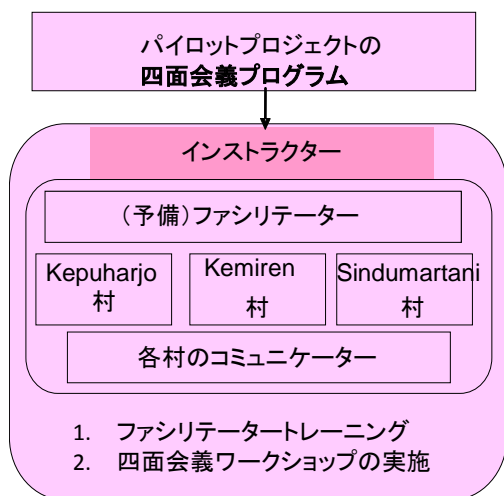 パイロットプロジェクトの
四面会議プログラム
インストラクター
(予備)ファシリテーター
Kepuharjo
村
Kemiren
村
Sindumartani
村
各村のコミュニケーター
1. ファシリテータートレーニング
2. 四面会議ワークショップの実施